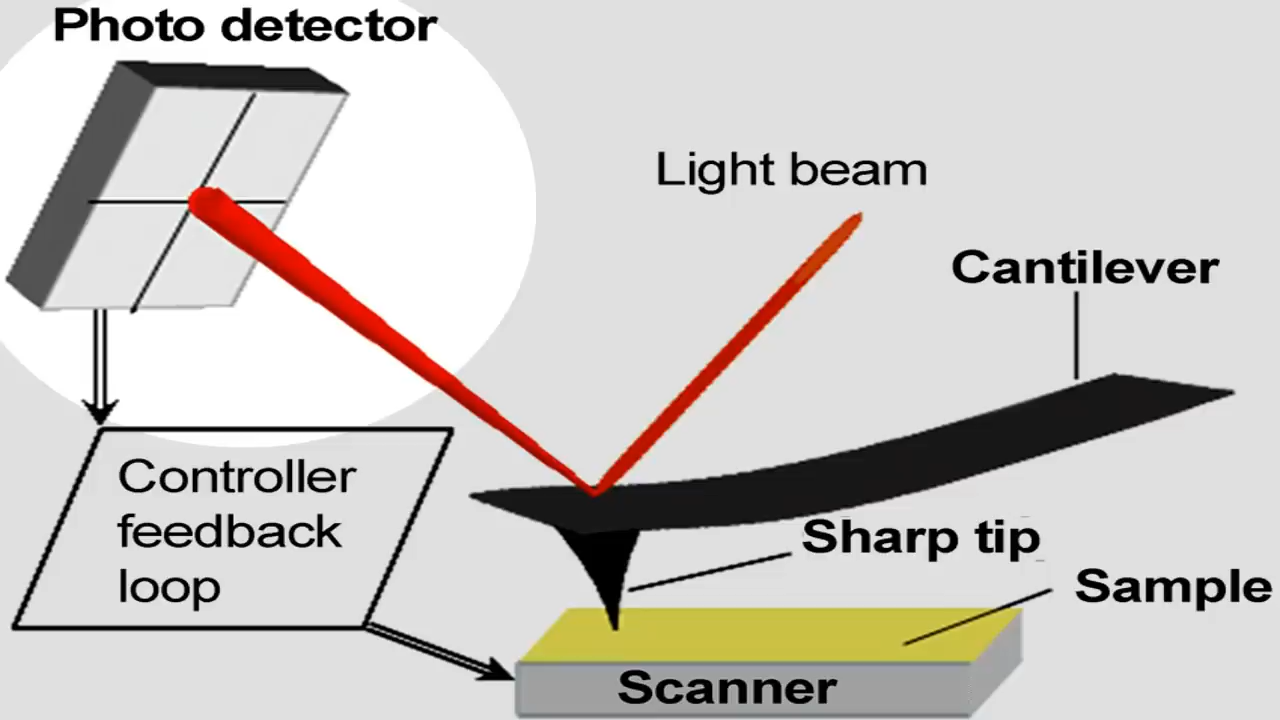 Photo detector
Light beam
Cantilever
Controller
feedback
loop
Sharp tip
Sample
Scanner